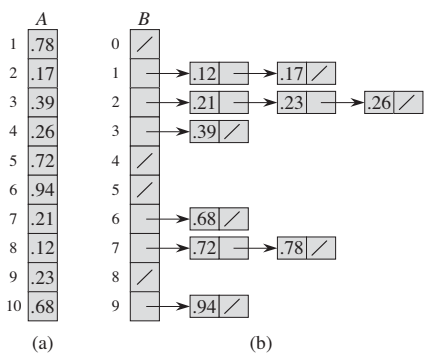 A B
1 .78 0 /
2 .17 1 .12 .17 /
3 .39 2 .21 .23 .26 /
4 .26 3 .39 /
5 .72 4 /
6 .94 5 /
7 .21 6 .68 /
8 .12 7 .72 .78 /
9 .23 8 /
10 .68 9 .94 /
(a) (b)